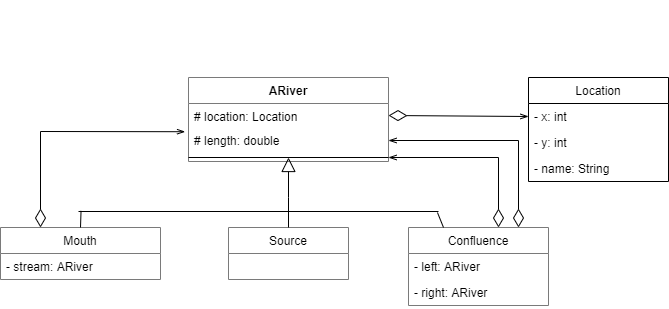 ARiver
# location: Location
# length: double
Location
- x: int
- y: int
- name: String
Mouth
- stream: ARiver
Source
Confluence
- left: ARiver
- right: ARiver